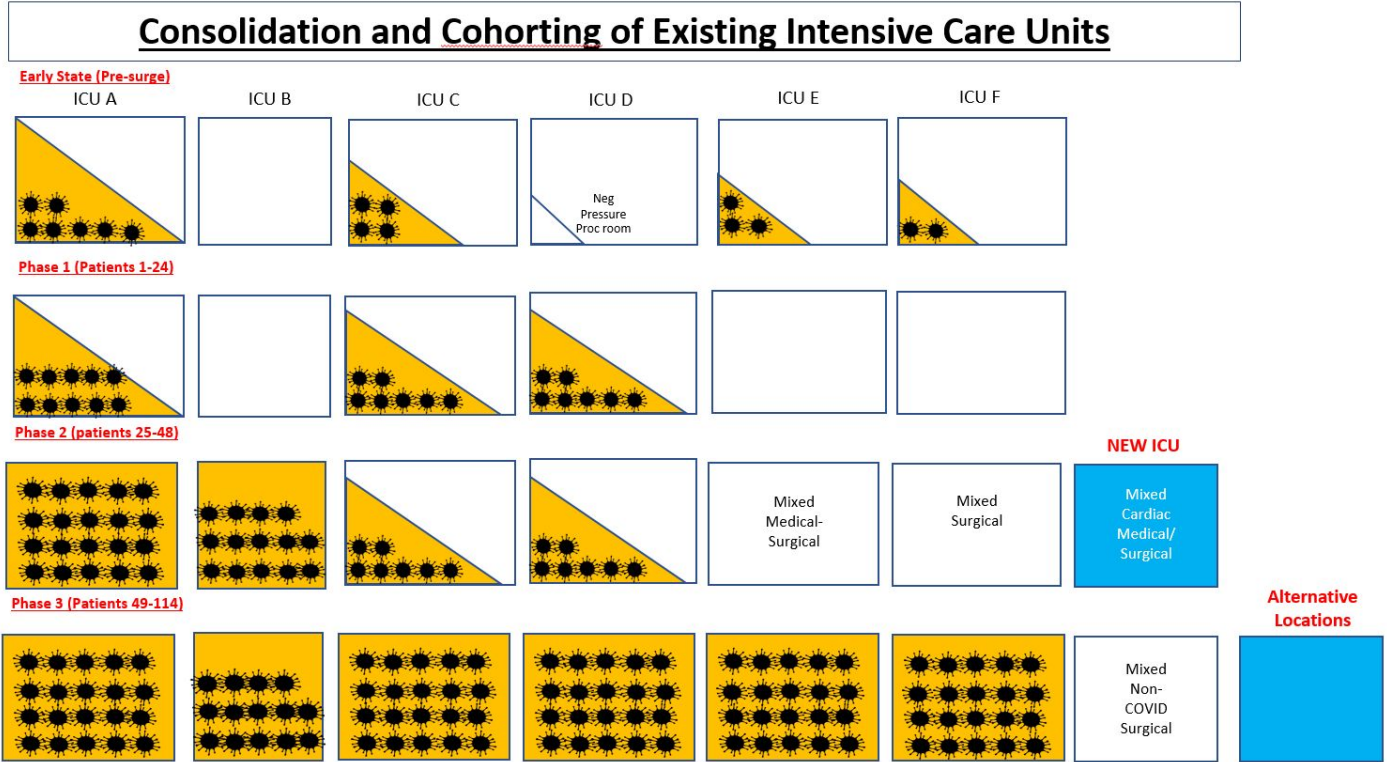 Consolidation and Cohorting of Existing Intensive Care Units
Early State (Pre-surge)
ICU A
ICU B
ICU C
ICU D
ICU E
ICU F
Neg
Pressure
Proc room
Phase 1 (Patients 1-24)
Phase 2 (patients 25-48)
NEW ICU
Mixed
Medical-
Surgical
Mixed
Surgical
Mixed
Cardiac
Medical/
Surgical
Phase 3 (Patients 49-114)
Alternative
Locations
Mixed
Non-
COVID
Surgical